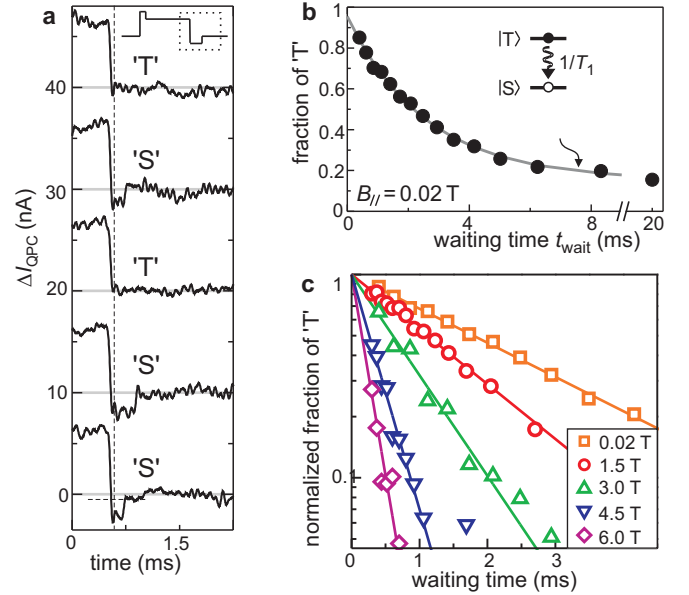 a
ΔI_QPC (nA)
40
30
20
10
0
'T'
'S'
'T'
'S'
'S'
0
1.5
time (ms)
b
fraction of 'T'
1
0.8
0.6
0.4
0.2
0
|T⟩
1/T₁
|S⟩
B_// = 0.02 T
0
4
8
20
waiting time t_wait (ms)
c
normalized fraction of 'T'
1
0.1
0.02 T
1.5 T
3.0 T
4.5 T
6.0 T
0
1
2
3
waiting time (ms)